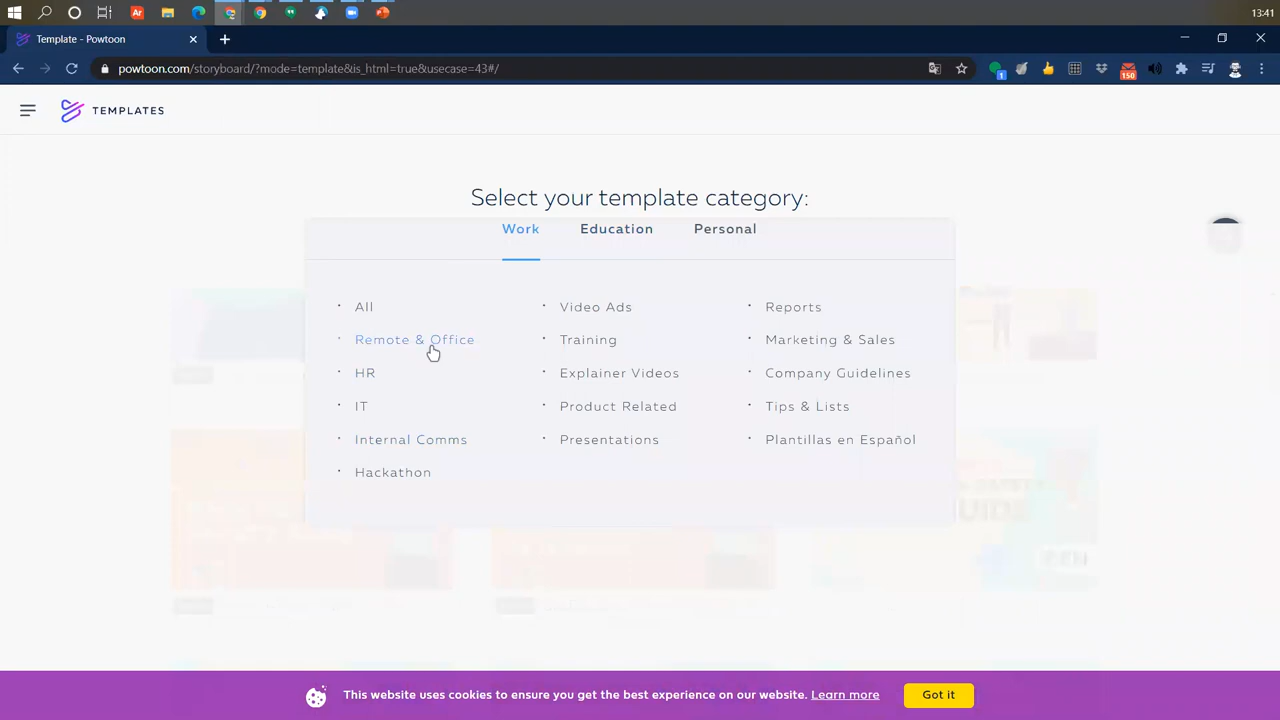 13:41
Template - Powtoon
powtoon.com/storyboard/?mode=template&is_html=true&usecase=43#/
1
150
TEMPLATES
Select your template category:
Work Education Personal
All Video Ads Reports
Remote & Office Training Marketing & Sales
HR Explainer Videos Company Guidelines
IT Product Related Tips & Lists
Internal Comms Presentations Plantillas en Español
Hackathon
This website uses cookies to ensure you get the best experience on our website. Learn more Got it